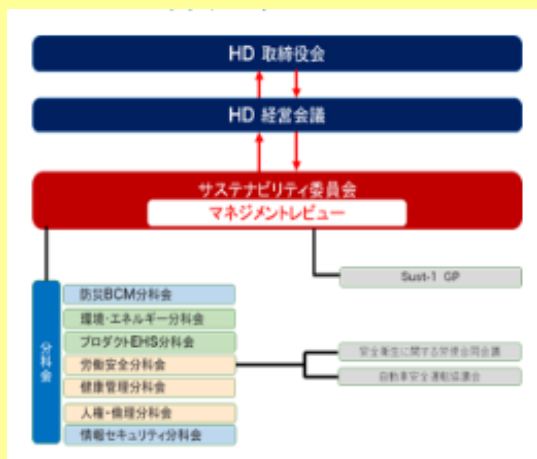 HD 取締役会
HD 経営会議
サステナビリティ委員会
マネジメントレビュー
Sust-1 GP
分科会
防災BCM分科会
環境・エネルギー分科会
プロダクトEHS分科会
労働安全分科会
健康管理分科会
人権・倫理分科会
情報セキュリティ分科会
安全衛生に関する労使合同会議
自動車安全運転協議会